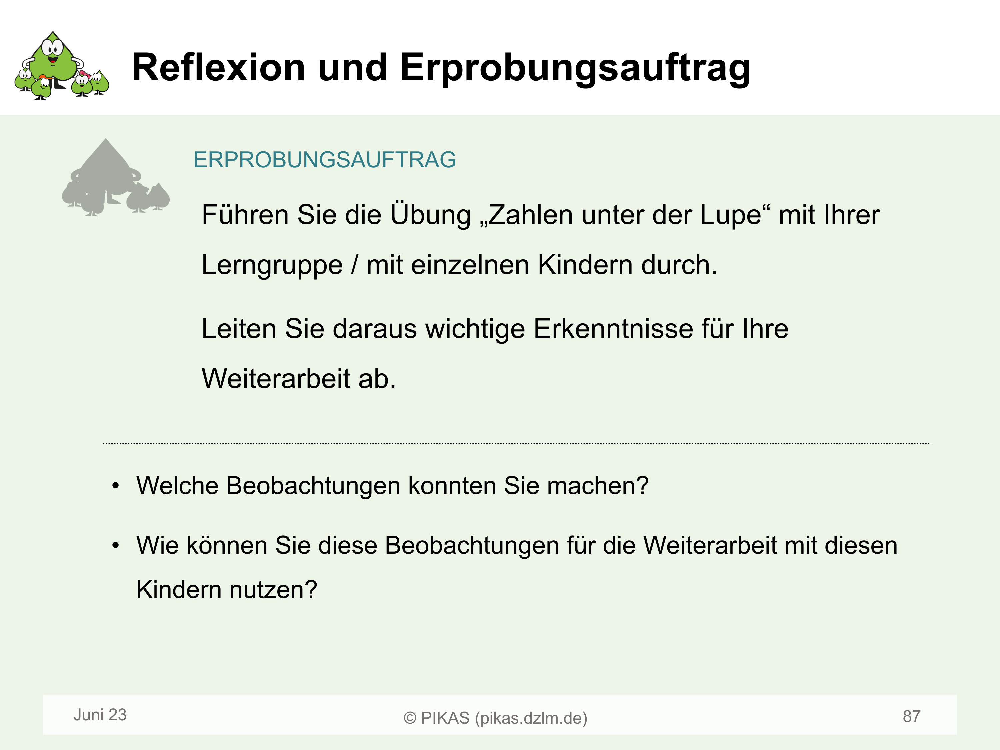 Reflexion und Erprobungsauftrag
ERPROBUNGSAUFTRAG
Führen Sie die Übung „Zahlen unter der Lupe“ mit Ihrer
Lerngruppe / mit einzelnen Kindern durch.
Leiten Sie daraus wichtige Erkenntnisse für Ihre
Weiterarbeit ab.
• Welche Beobachtungen konnten Sie machen?
• Wie können Sie diese Beobachtungen für die Weiterarbeit mit diesen
Kindern nutzen?
Juni 23
© PIKAS (pikas.dzlm.de)
87